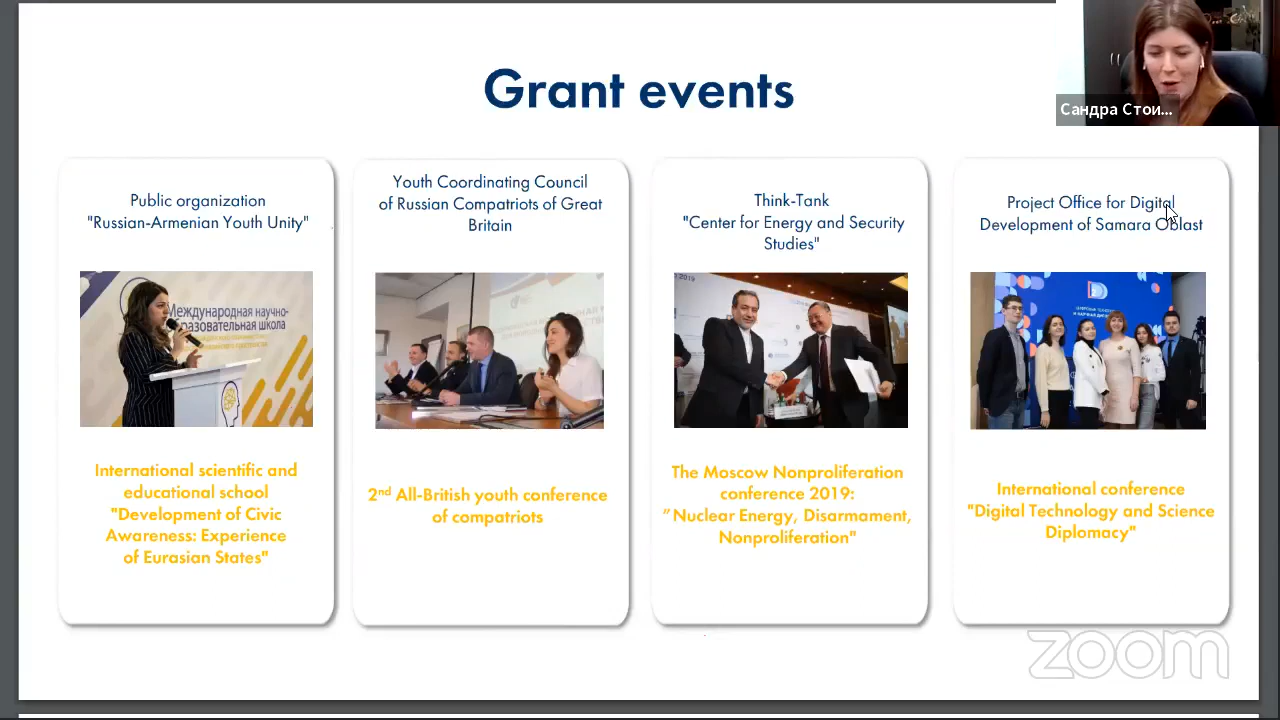 Grant events
Сандра Стои...
Public organization
"Russian-Armenian Youth Unity"
Youth Coordinating Council
of Russian Compatriots of Great
Britain
Think-Tank
"Center for Energy and Security
Studies"
Project Office for Digital
Development of Samara Oblast
Международная научно-
образовательная школа
2019
International scientific and
educational school
"Development of Civic
Awareness: Experience
of Eurasian States"
2nd All-British youth conference
of compatriots
The Moscow Nonproliferation
conference 2019:
"Nuclear Energy, Disarmament,
Nonproliferation"
International conference
"Digital Technology and Science
Diplomacy"
zoom